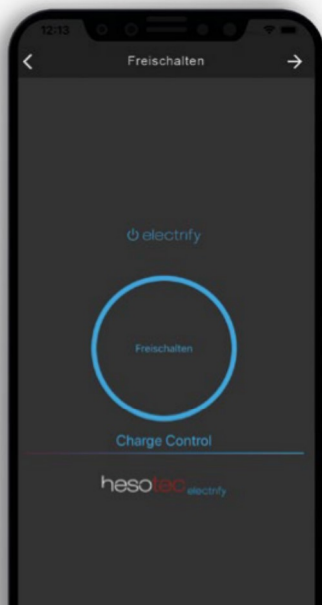 12:13
Freischalten
electrify
Freischalten
Charge Control
hesotec electrify